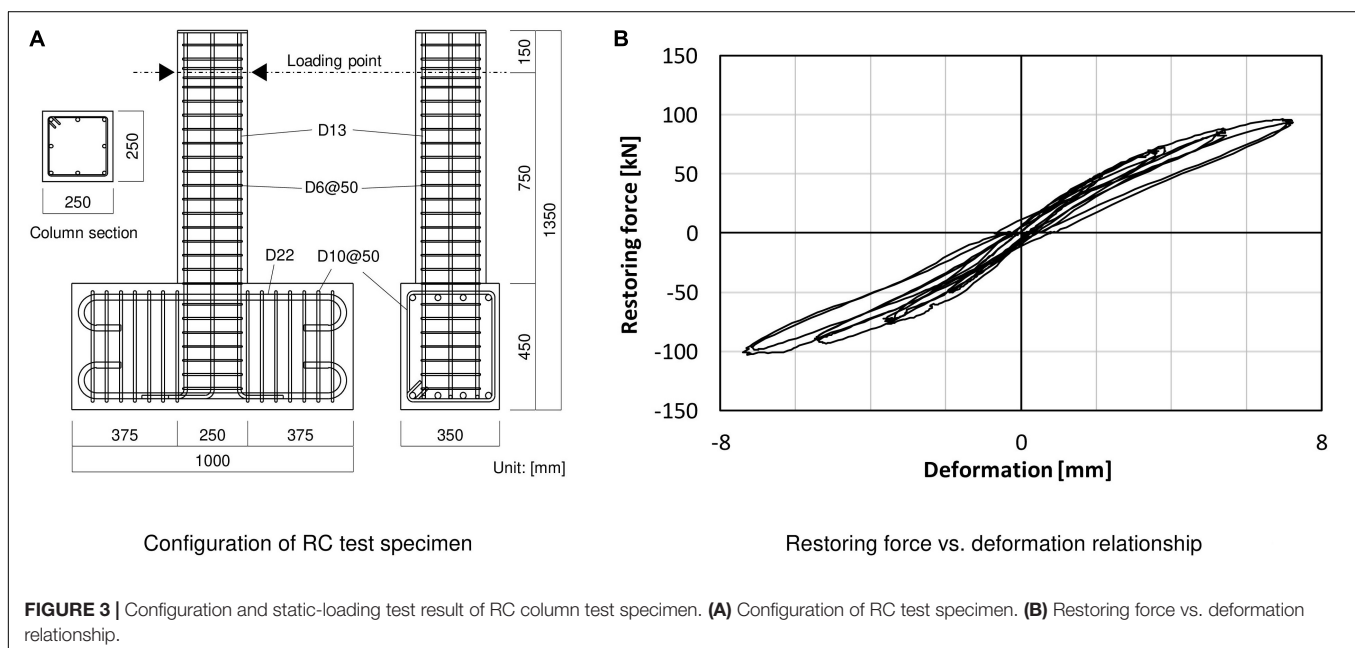 A
Loading point
150
D13
250
D6@50
750
1350
250
Column section
D22
D10@50
450
375
250
375
350
1000
Unit: [mm]
Configuration of RC test specimen
B
150
100
50
0
-50
-100
-150
Restoring force [kN]
-8
0
8
Deformation [mm]
Restoring force vs. deformation relationship
FIGURE 3 | Configuration and static-loading test result of RC column test specimen. (A) Configuration of RC test specimen. (B) Restoring force vs. deformation
relationship.